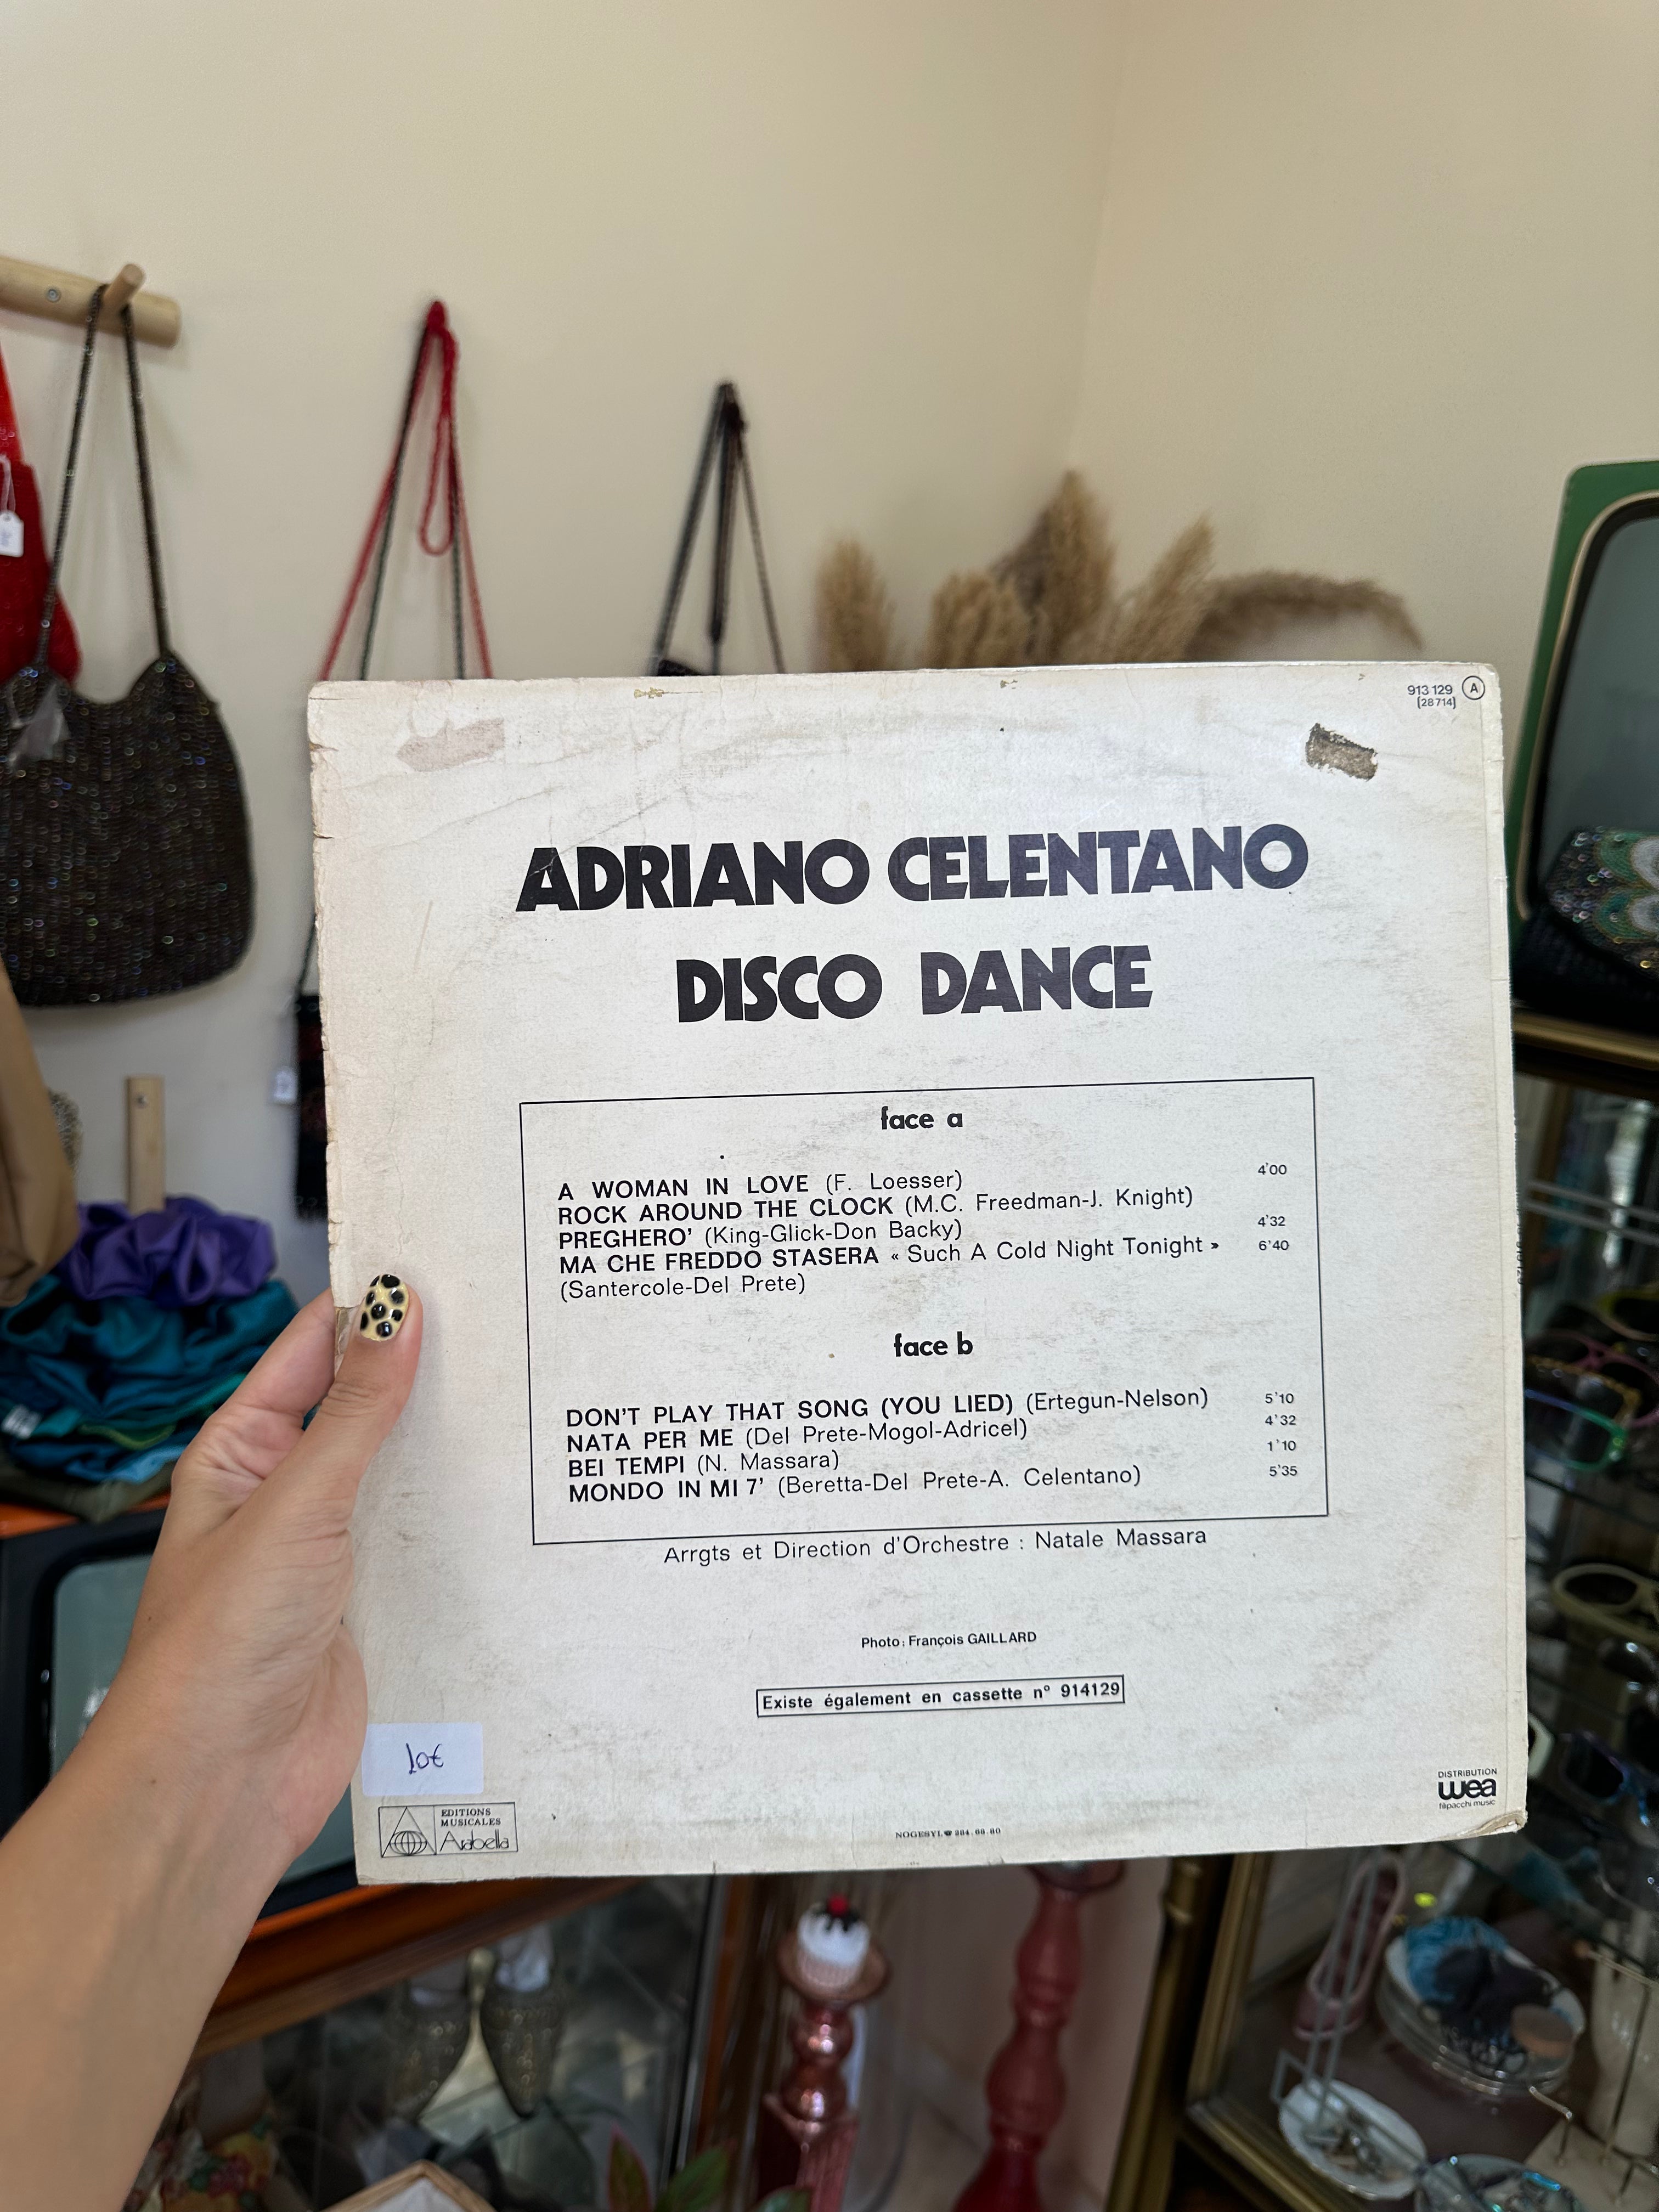 913 129 A
[28714]
ADRIANO CELENTANO
DISCO DANCE
face a
A WOMAN IN LOVE (F. Loesser) 4'00
ROCK AROUND THE CLOCK (M.C. Freedman-J. Knight)
PREGHERO' (King-Glick-Don Backy) 4'32
MA CHE FREDDO STASERA « Such A Cold Night Tonight » 6'40
(Santercole-Del Prete)
face b
DON'T PLAY THAT SONG (YOU LIED) (Ertegun-Nelson) 5'10
NATA PER ME (Del Prete-Mogol-Adricel) 4'32
BEI TEMPI (N. Massara) 1'10
MONDO IN MI 7' (Beretta-Del Prete-A. Celentano) 5'35
Arrgts et Direction d'Orchestre : Natale Massara
Photo : François GAILLARD
Existe également en cassette n° 914129
10€
EDITIONS
MUSICALES
Arabella
NOGESYL ☎ 284.68.80
DISTRIBUTION
wea
filipacchi music